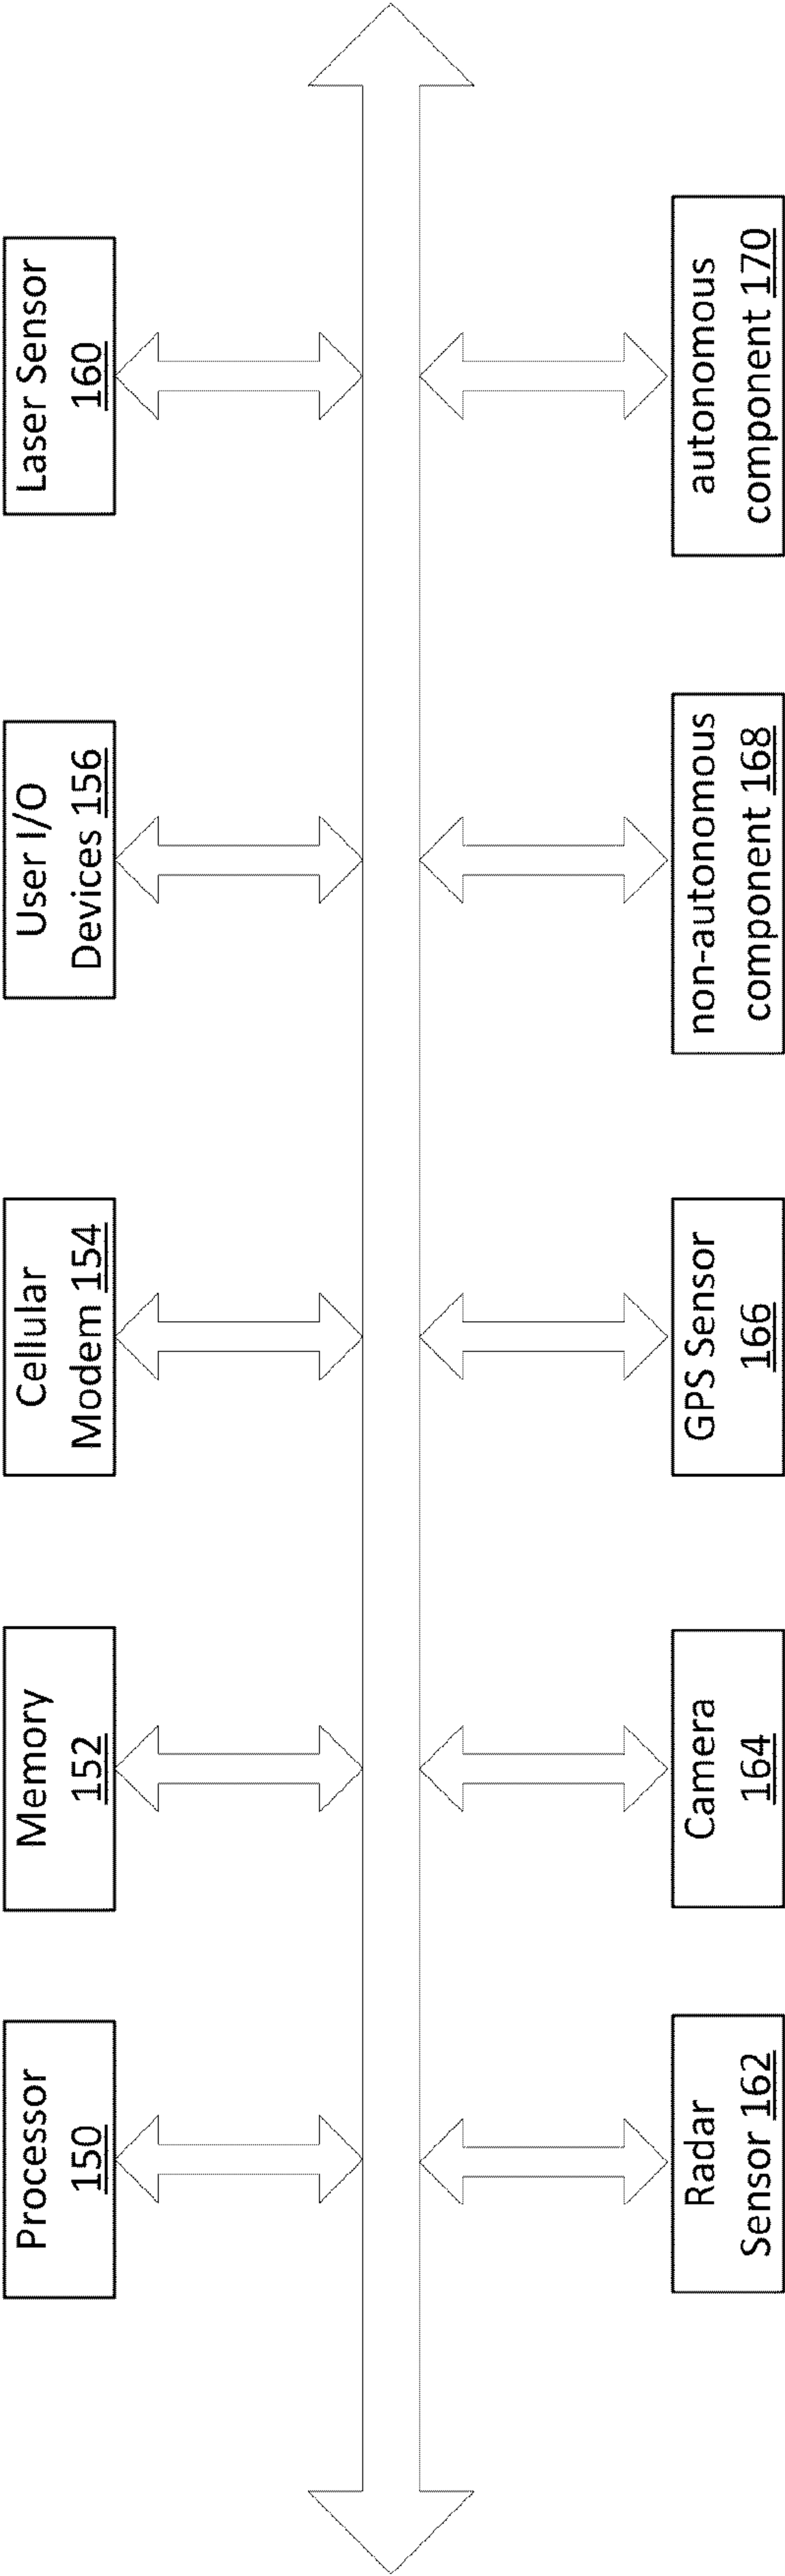 Processor
150
Memory
152
Cellular
Modem 154
User I/O
Devices 156
Laser Sensor
160
Radar
Sensor 162
Camera
164
GPS Sensor
166
non-autonomous
component 168
autonomous
component 170